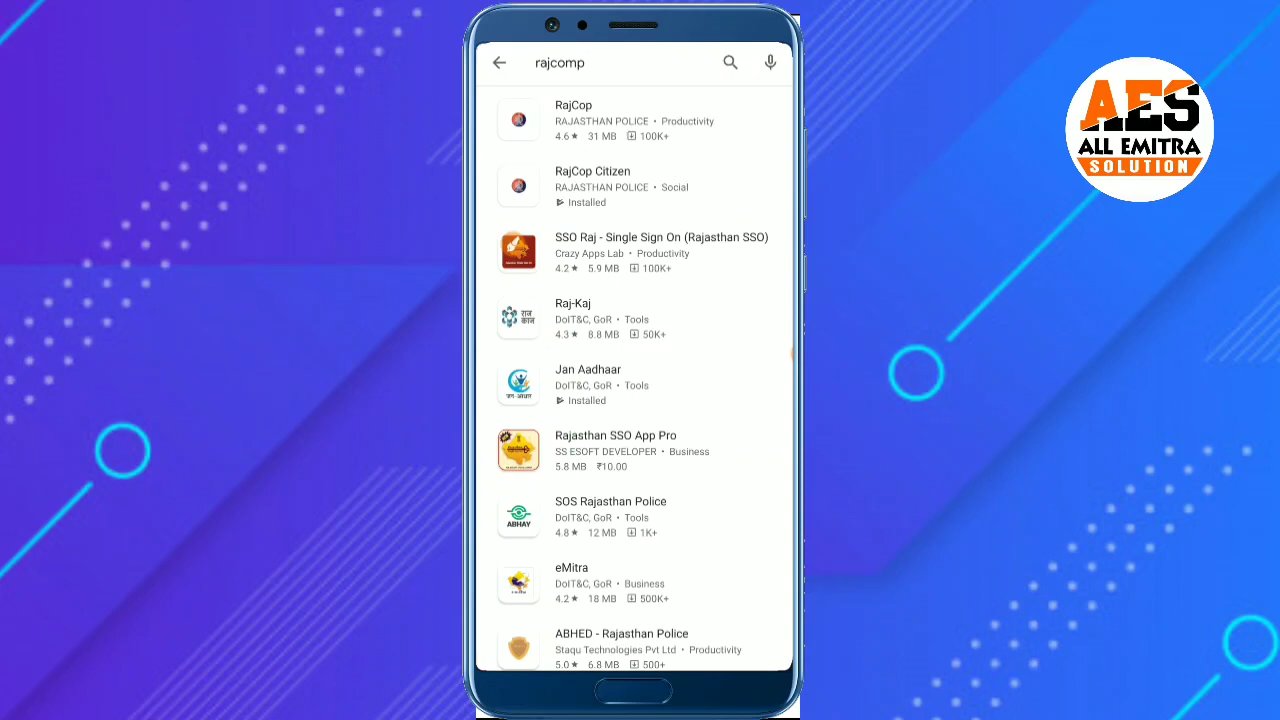 rajcomp
RajCop
RAJASTHAN POLICE • Productivity
4.6★ 31 MB 100K+
RajCop Citizen
RAJASTHAN POLICE • Social
Installed
SSO Raj - Single Sign On (Rajasthan SSO)
Crazy Apps Lab • Productivity
4.2★ 5.9 MB 100K+
राज
काज
Raj-Kaj
DoIT&C, GoR • Tools
4.3★ 8.8 MB 50K+
जन-आधार
Jan Aadhaar
DoIT&C, GoR • Tools
Installed
Rajasthan SSO App Pro
SS ESOFT DEVELOPER • Business
5.8 MB ₹10.00
ABHAY
SOS Rajasthan Police
DoIT&C, GoR • Tools
4.8★ 12 MB 1K+
eMitra
DoIT&C, GoR • Business
4.2★ 18 MB 500K+
ABHED - Rajasthan Police
Staqu Technologies Pvt Ltd • Productivity
5.0★ 6.8 MB 500+
AES
ALL EMITRA
SOLUTION